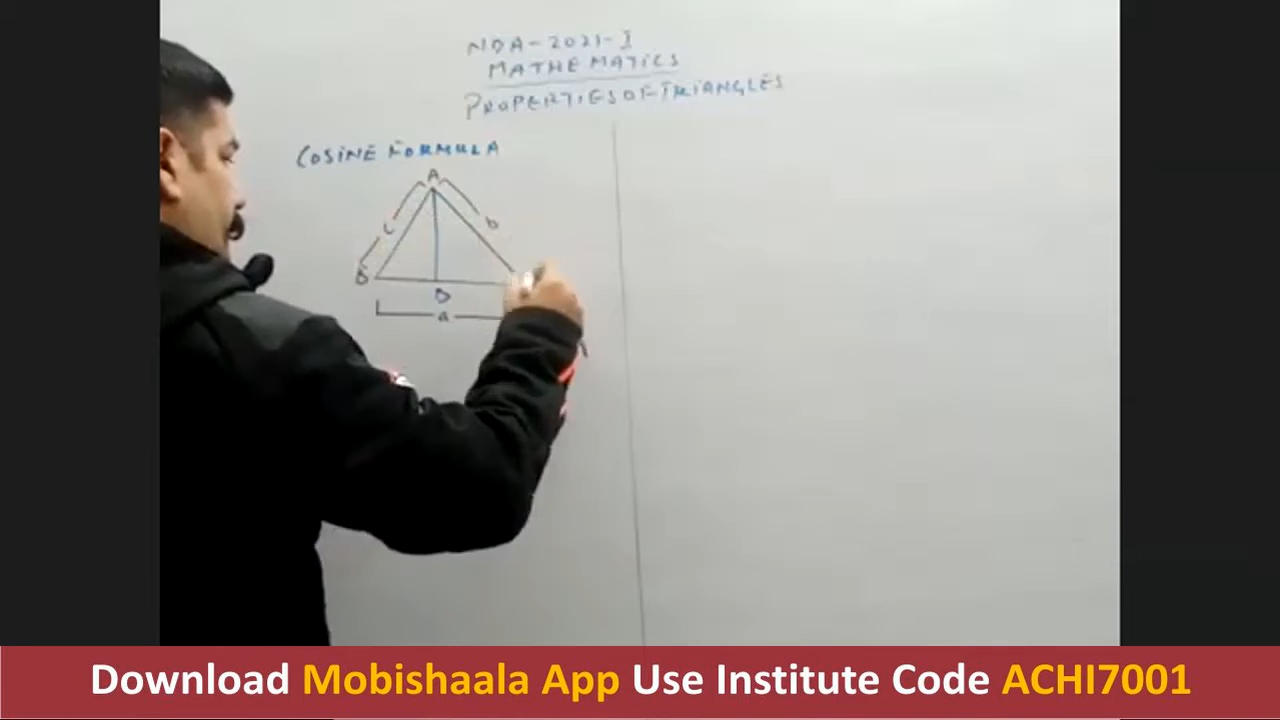 NDA-2021-I
MATHEMATICS
PROPERTIES OF TRIANGLES
COSINE FORMULA
A
c
b
B
D
a
Download Mobishaala App Use Institute Code ACHI7001